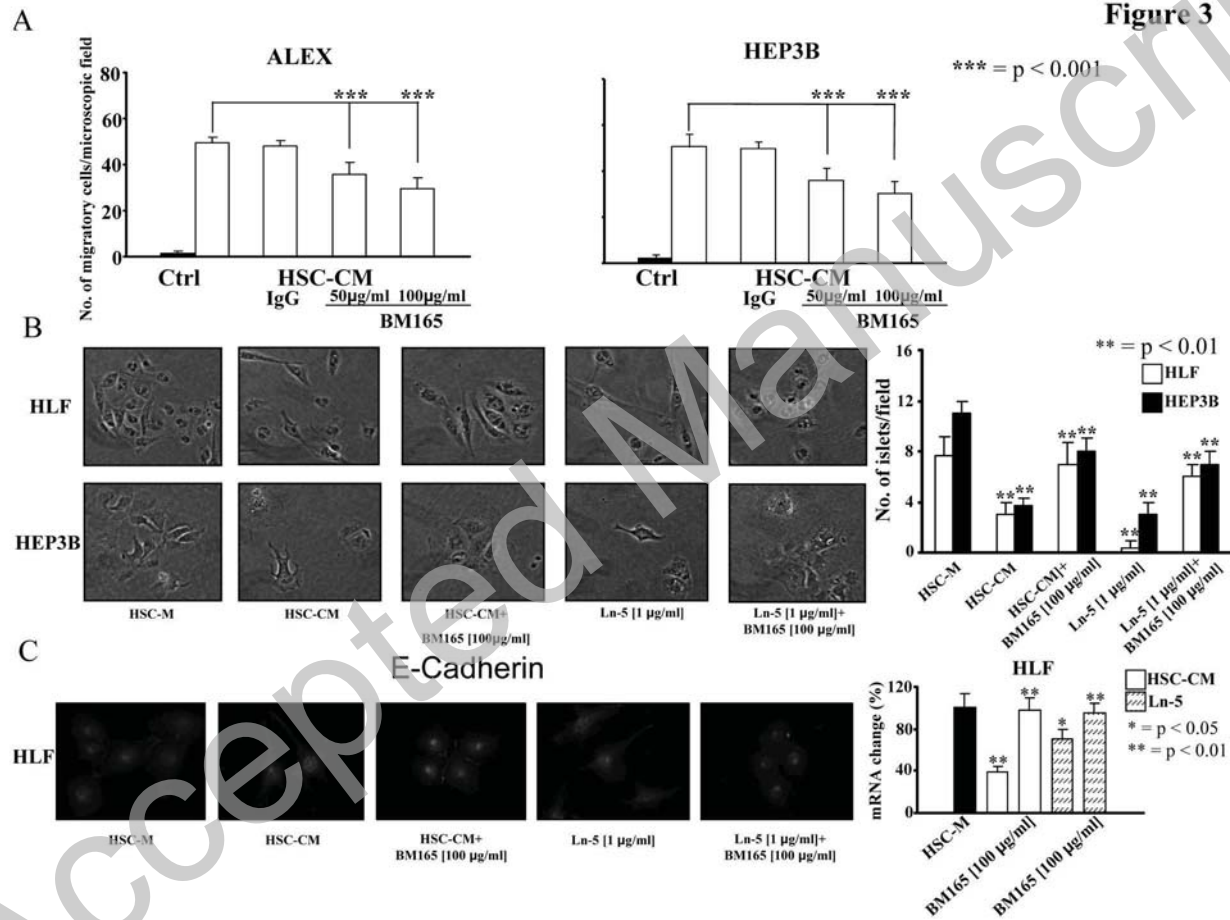 Figure 3
A
ALEX
HEP3B
*** = p < 0.001
No. of migratory cells/microscopic field
80
60
40
20
0
*** ***
*** ***
Ctrl HSC-CM
IgG 50µg/ml 100µg/ml
BM165
Ctrl HSC-CM
IgG 50µg/ml 100µg/ml
BM165
B
HLF
HEP3B
HSC-M
HSC-CM
HSC-CM+
BM165 [100µg/ml]
Ln-5 [1 µg/ml]
Ln-5 [1 µg/ml]+
BM165 [100 µg/ml]
** = p < 0.01
HLF
HEP3B
No. of islets/field
16
12
8
4
0
** **
** **
** **
** **
HSC-M
HSC-CM
HSC-CM]+
BM165 [100 µg/ml]
Ln-5 [1 µg/ml]
Ln-5 [1 µg/ml]+
BM165 [100 µg/ml]
C
E-Cadherin
HLF
HSC-M
HSC-CM
HSC-CM+
BM165 [100 µg/ml]
Ln-5 [1 µg/ml]
Ln-5 [1 µg/ml]+
BM165 [100 µg/ml]
HLF
HSC-CM
Ln-5
* = p < 0.05
** = p < 0.01
mRNA change (%)
120
80
40
0
**
**
*
**
HSC-M
BM165 [100 µg/ml]
BM165 [100 µg/ml]
Accepted Manuscri